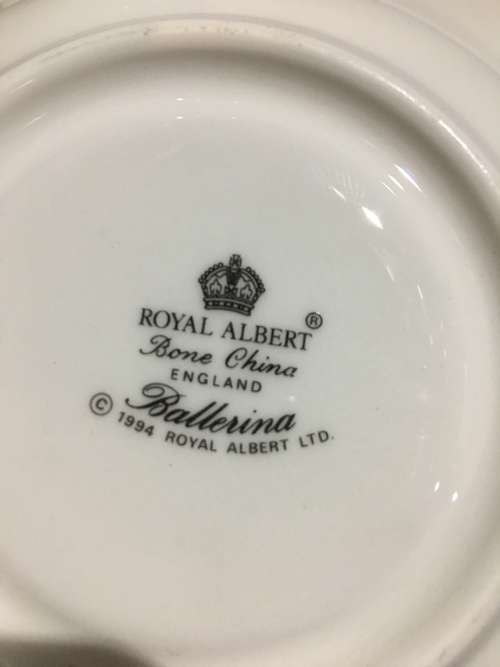 ROYAL ALBERT ®
Bone China
ENGLAND
Ballerina
© 1994 ROYAL ALBERT LTD.